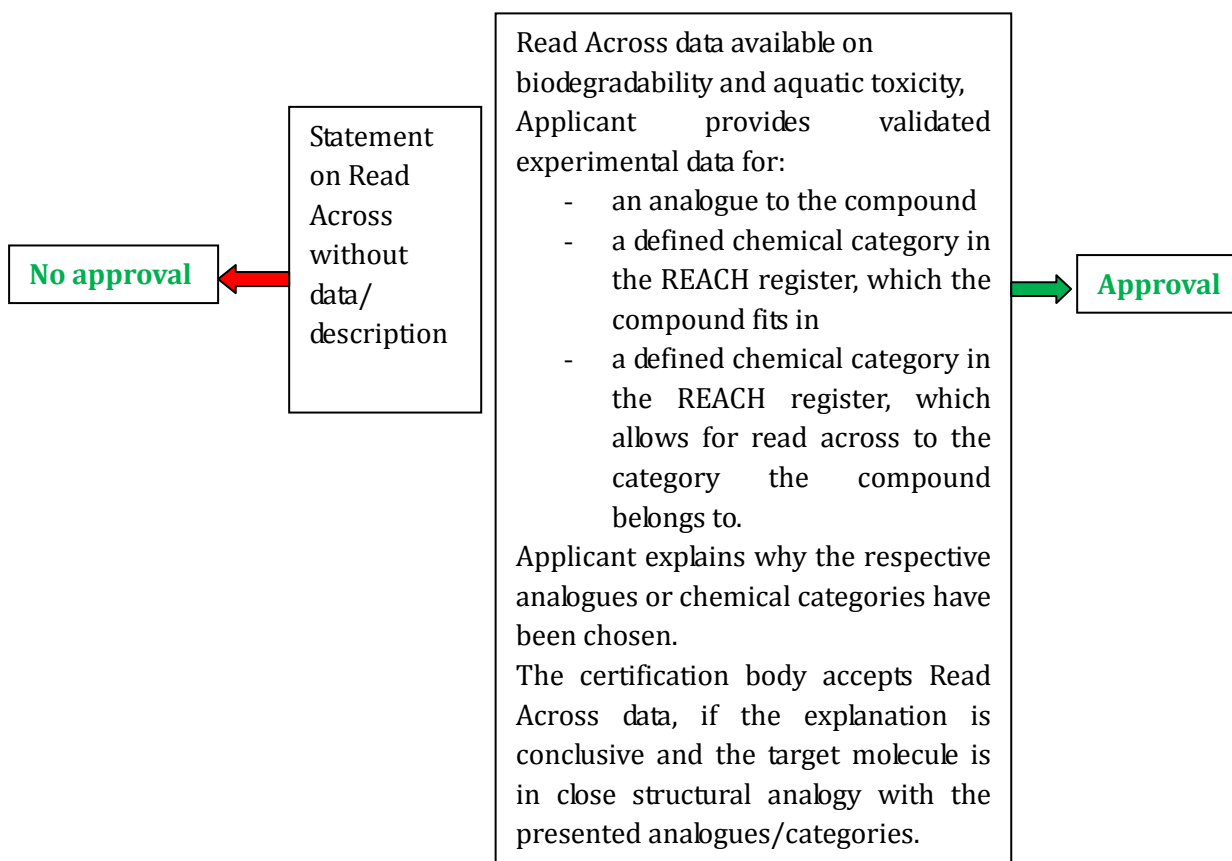 No approval
Statement
on Read
Across
without
data/
description
Read Across data available on
biodegradability and aquatic toxicity,
Applicant provides validated
experimental data for:
- an analogue to the compound
- a defined chemical category in
the REACH register, which the
compound fits in
- a defined chemical category in
the REACH register, which
allows for read across to the
category the compound
belongs to.
Applicant explains why the respective
analogues or chemical categories have
been chosen.
The certification body accepts Read
Across data, if the explanation is
conclusive and the target molecule is
in close structural analogy with the
presented analogues/categories.
Approval